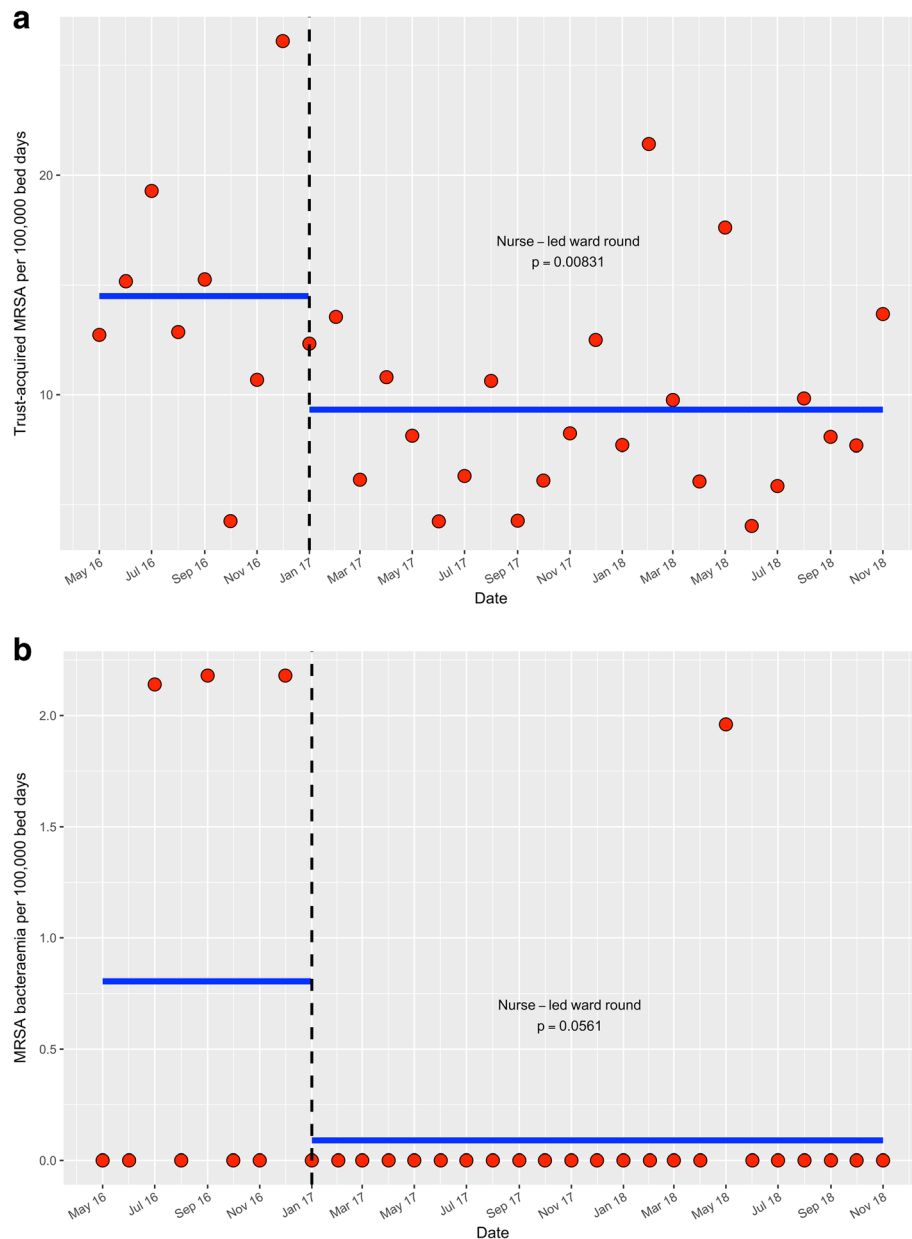 a
Trust-acquired MRSA per 100,000 bed days
20
10
Nurse – led ward round
p = 0.00831
May 16
Jul 16
Sep 16
Nov 16
Jan 17
Mar 17
May 17
Jul 17
Sep 17
Nov 17
Jan 18
Mar 18
May 18
Jul 18
Sep 18
Nov 18
Date
b
MRSA bacteraemia per 100,000 bed days
2.0
1.5
1.0
0.5
0.0
Nurse – led ward round
p = 0.0561
May 16
Jul 16
Sep 16
Nov 16
Jan 17
Mar 17
May 17
Jul 17
Sep 17
Nov 17
Jan 18
Mar 18
May 18
Jul 18
Sep 18
Nov 18
Date